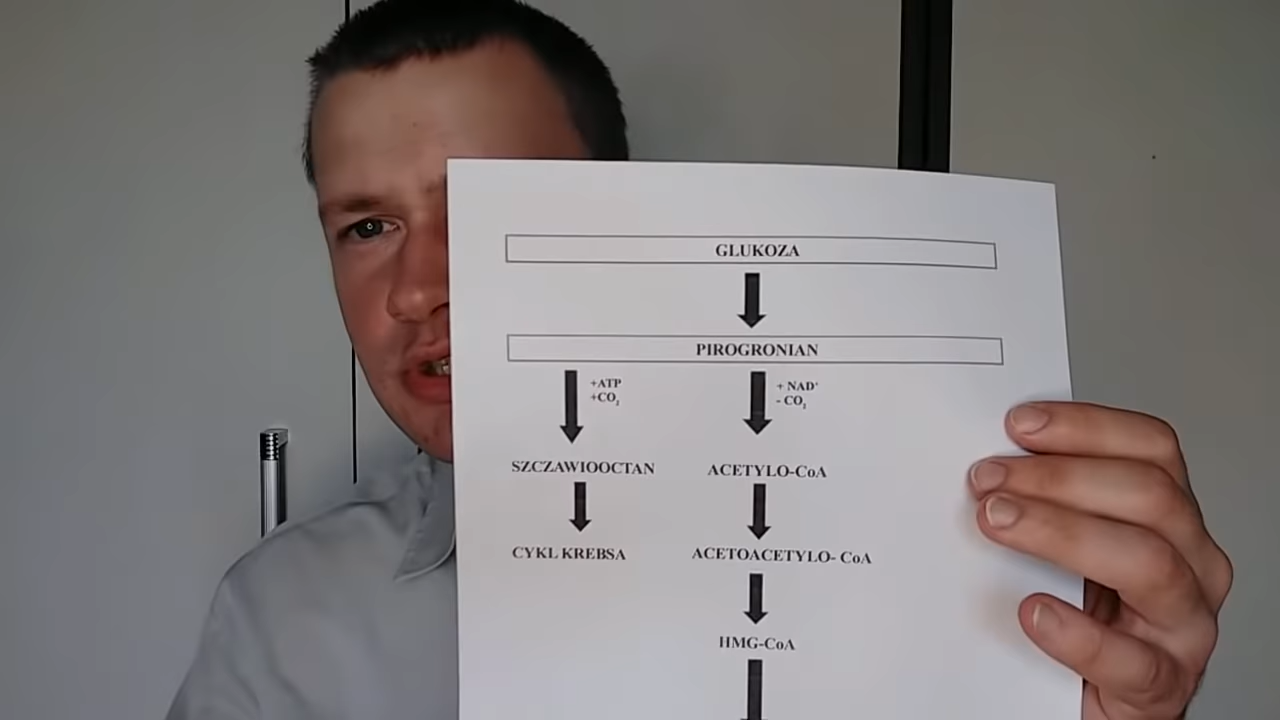 GLUKOZA
PIROGRONIAN
+ATP
+CO₂
+ NAD⁺
- CO₂
SZCZAWIOOCTAN
ACETYLO-CoA
CYKL KREBSA
ACETOACETYLO- CoA
HMG-CoA